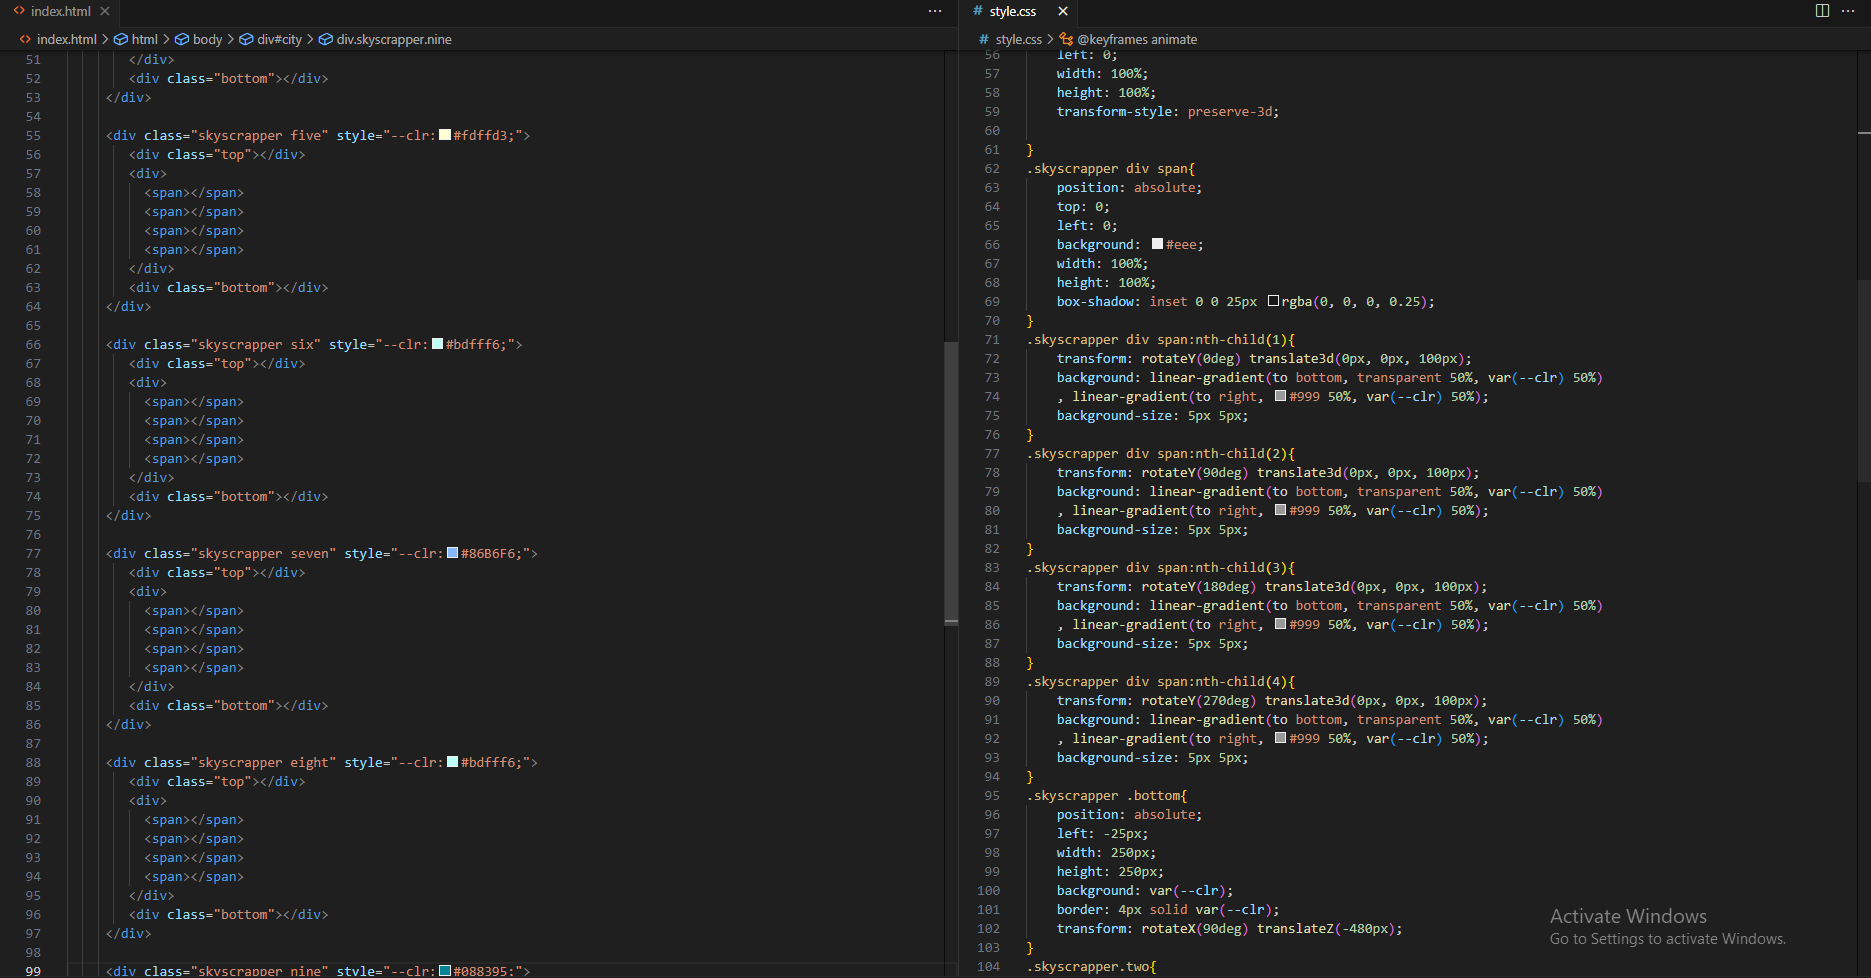 index.html
index.html > html > body > div#city > div.skyscrapper.nine
51 </div>
52 <div class="bottom"></div>
53 </div>
54
55 <div class="skyscrapper five" style="--clr:#fdffd3;">
56 <div class="top"></div>
57 <div>
58 <span></span>
59 <span></span>
60 <span></span>
61 <span></span>
62 </div>
63 <div class="bottom"></div>
64 </div>
65
66 <div class="skyscrapper six" style="--clr:#bdfff6;">
67 <div class="top"></div>
68 <div>
69 <span></span>
70 <span></span>
71 <span></span>
72 <span></span>
73 </div>
74 <div class="bottom"></div>
75 </div>
76
77 <div class="skyscrapper seven" style="--clr:#86B6F6;">
78 <div class="top"></div>
79 <div>
80 <span></span>
81 <span></span>
82 <span></span>
83 <span></span>
84 </div>
85 <div class="bottom"></div>
86 </div>
87
88 <div class="skyscrapper eight" style="--clr:#bdfff6;">
89 <div class="top"></div>
90 <div>
91 <span></span>
92 <span></span>
93 <span></span>
94 <span></span>
95 </div>
96 <div class="bottom"></div>
97 </div>
98
99 <div class="skyscrapper nine" style="--clr:#088395;">
# style.css
# style.css > @keyframes animate
56 left: 0;
57 width: 100%;
58 height: 100%;
59 transform-style: preserve-3d;
60
61 }
62 .skyscrapper div span{
63 position: absolute;
64 top: 0;
65 left: 0;
66 background: #eee;
67 width: 100%;
68 height: 100%;
69 box-shadow: inset 0 0 25px rgba(0, 0, 0, 0.25);
70 }
71 .skyscrapper div span:nth-child(1){
72 transform: rotateY(0deg) translate3d(0px, 0px, 100px);
73 background: linear-gradient(to bottom, transparent 50%, var(--clr) 50%)
74 , linear-gradient(to right, #999 50%, var(--clr) 50%);
75 background-size: 5px 5px;
76 }
77 .skyscrapper div span:nth-child(2){
78 transform: rotateY(90deg) translate3d(0px, 0px, 100px);
79 background: linear-gradient(to bottom, transparent 50%, var(--clr) 50%)
80 , linear-gradient(to right, #999 50%, var(--clr) 50%);
81 background-size: 5px 5px;
82 }
83 .skyscrapper div span:nth-child(3){
84 transform: rotateY(180deg) translate3d(0px, 0px, 100px);
85 background: linear-gradient(to bottom, transparent 50%, var(--clr) 50%)
86 , linear-gradient(to right, #999 50%, var(--clr) 50%);
87 background-size: 5px 5px;
88 }
89 .skyscrapper div span:nth-child(4){
90 transform: rotateY(270deg) translate3d(0px, 0px, 100px);
91 background: linear-gradient(to bottom, transparent 50%, var(--clr) 50%)
92 , linear-gradient(to right, #999 50%, var(--clr) 50%);
93 background-size: 5px 5px;
94 }
95 .skyscrapper .bottom{
96 position: absolute;
97 left: -25px;
98 width: 250px;
99 height: 250px;
100 background: var(--clr);
101 border: 4px solid var(--clr);
102 transform: rotateX(90deg) translateZ(-480px);
103 }
104 .skyscrapper.two{
Activate Windows
Go to Settings to activate Windows.